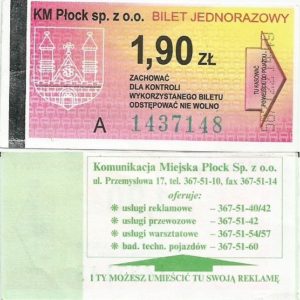 KM Płock sp. z o.o. BILET JEDNORAZOWY
1,90 ZŁ
ZACHOWAĆ
DLA KONTROLI
WYKORZYSTANEGO BILETU
ODSTĘPOWAĆ NIE WOLNO
A 1437148
TU KASOWAĆ
Komunikacja Miejska Płock Sp. z o.o.
ul. Przemysłowa 17, tel. 367-51-10, fax 367-51-14
oferuje:
* usługi reklamowe – 367-51-40/42
* usługi przewozowe – 367-51-42
* usługi warsztatowe – 367-51-54/57
* bad. techn. pojazdów – 367-51-60
I TY MOŻESZ UMIEŚCIĆ TU SWOJĄ REKLAMĘ